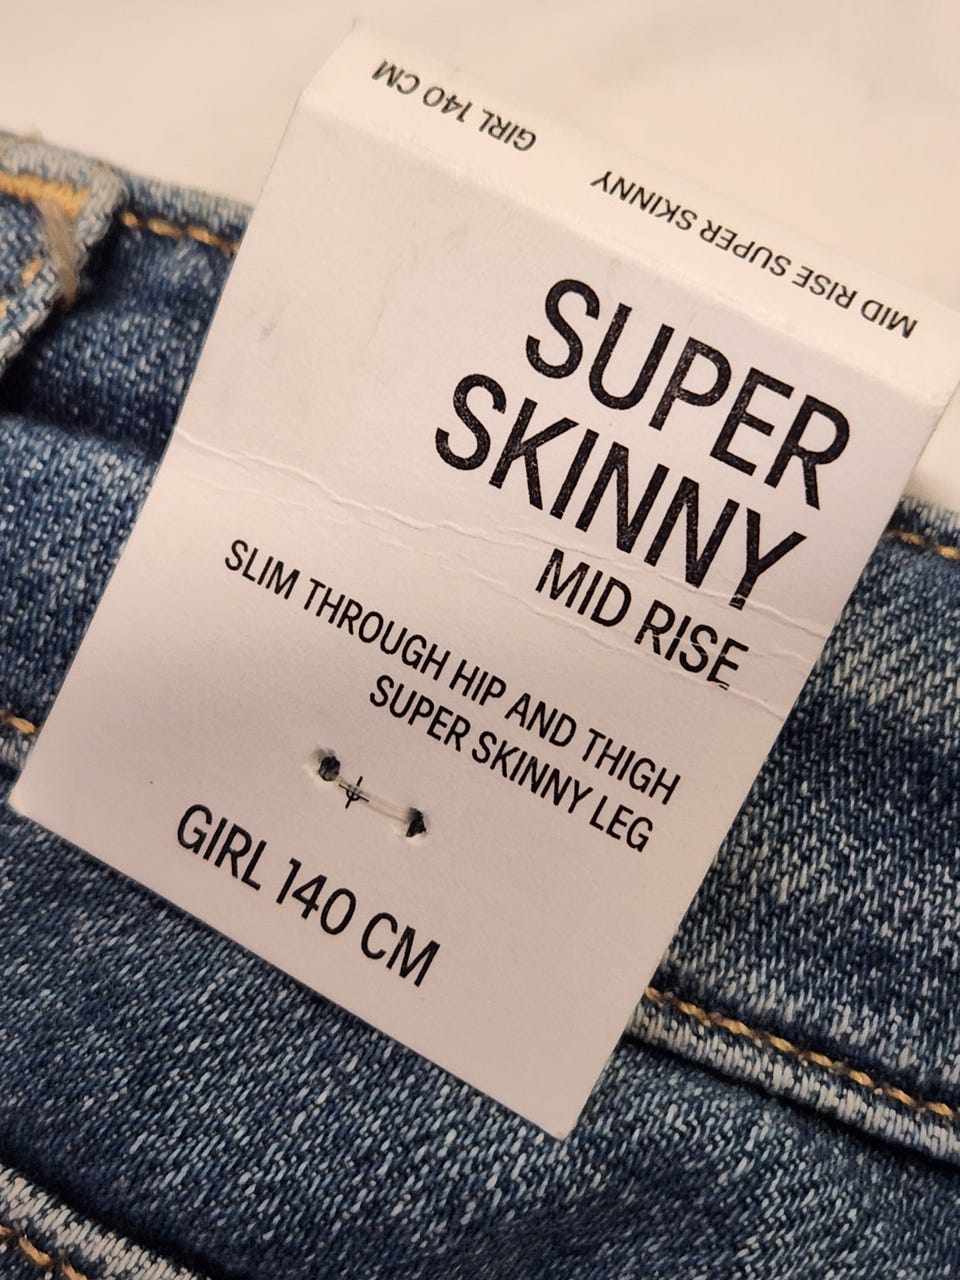 GIRL 140 CM
MID RISE SUPER SKINNY
SUPER
SKINNY
MID RISE
SLIM THROUGH HIP AND THIGH
SUPER SKINNY LEG
GIRL 140 CM